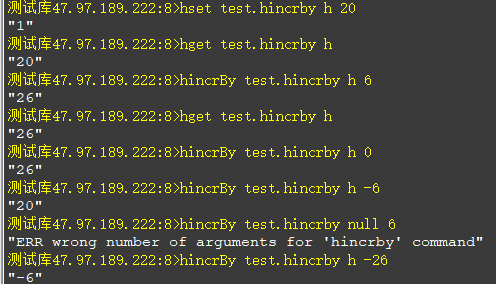 测试库47.97.189.222:8>hset test.hincrby h 20
"1"
测试库47.97.189.222:8>hget test.hincrby h
"20"
测试库47.97.189.222:8>hincrBy test.hincrby h 6
"26"
测试库47.97.189.222:8>hget test.hincrby h
"26"
测试库47.97.189.222:8>hincrBy test.hincrby h 0
"26"
测试库47.97.189.222:8>hincrBy test.hincrby h -6
"20"
测试库47.97.189.222:8>hincrBy test.hincrby null 6
"ERR wrong number of arguments for 'hincrby' command"
测试库47.97.189.222:8>hincrBy test.hincrby h -26
"-6"